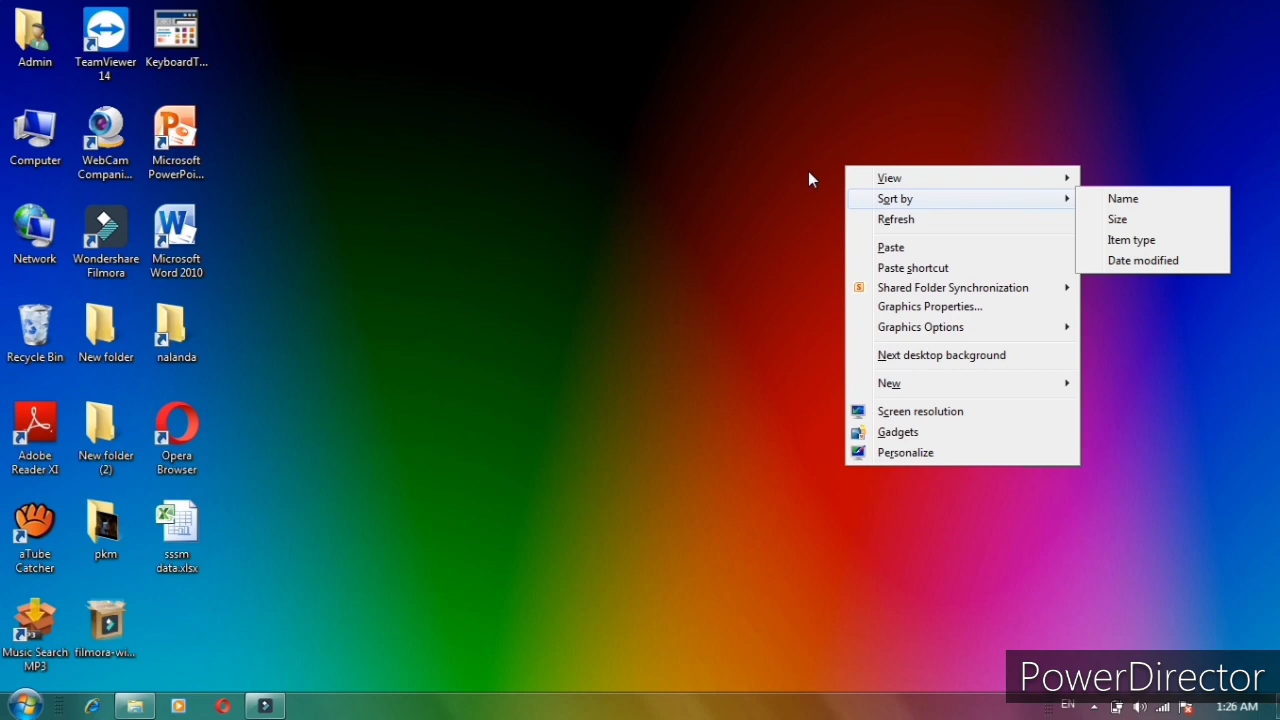 Admin
TeamViewer
14
KeyboardT...
Computer
WebCam
Compani...
Microsoft
PowerPoi...
Network
Wondershare
Filmora
Microsoft
Word 2010
Recycle Bin
New folder
nalanda
Adobe
Reader XI
New folder
(2)
Opera
Browser
aTube
Catcher
pkm
sssm
data.xlsx
Music Search
MP3
filmora-wi...
View
Sort by
Refresh
Paste
Paste shortcut
Shared Folder Synchronization
Graphics Properties...
Graphics Options
Next desktop background
New
Screen resolution
Gadgets
Personalize
Name
Size
Item type
Date modified
PowerDirector
EN
1:26 AM